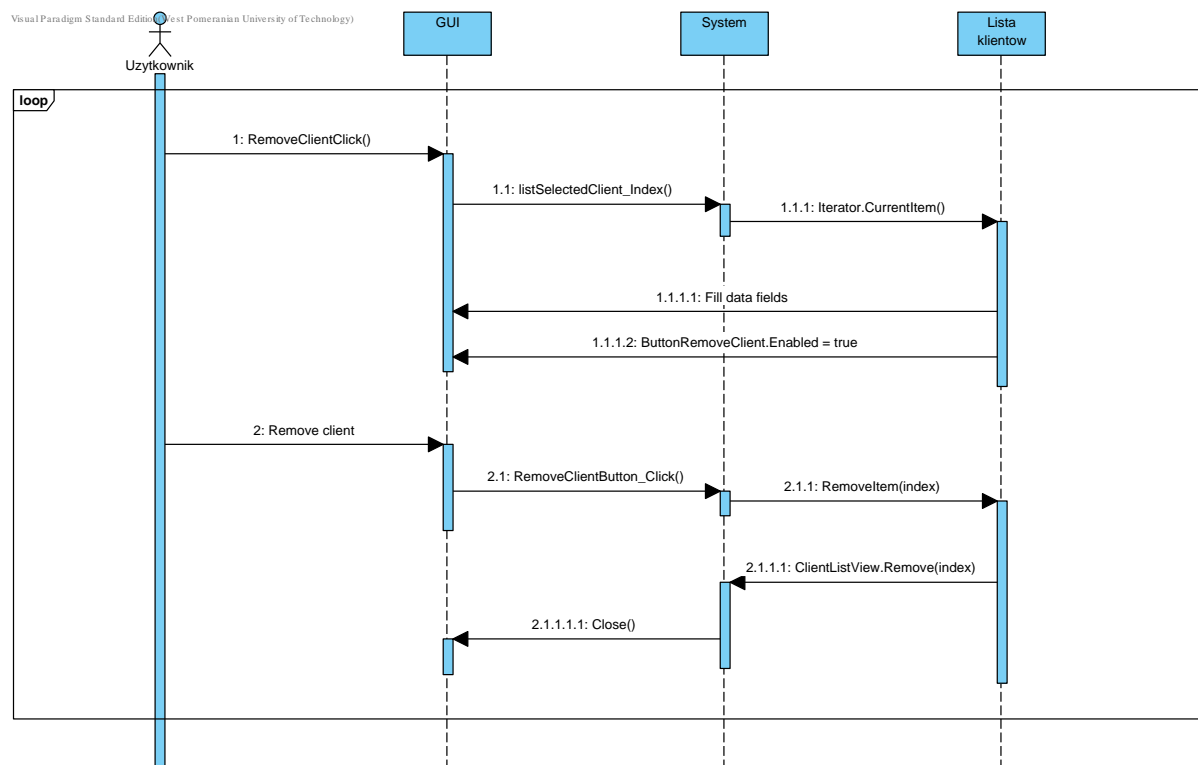 Visual Paradigm Standard Edition(West Pomeranian University of Technology)
GUI
System
Lista
klientow
Uzytkownik
loop
1: RemoveClientClick()
1.1: listSelectedClient_Index()
1.1.1: Iterator.CurrentItem()
1.1.1.1: Fill data fields
1.1.1.2: ButtonRemoveClient.Enabled = true
2: Remove client
2.1: RemoveClientButton_Click()
2.1.1: RemoveItem(index)
2.1.1.1: ClientListView.Remove(index)
2.1.1.1.1: Close()